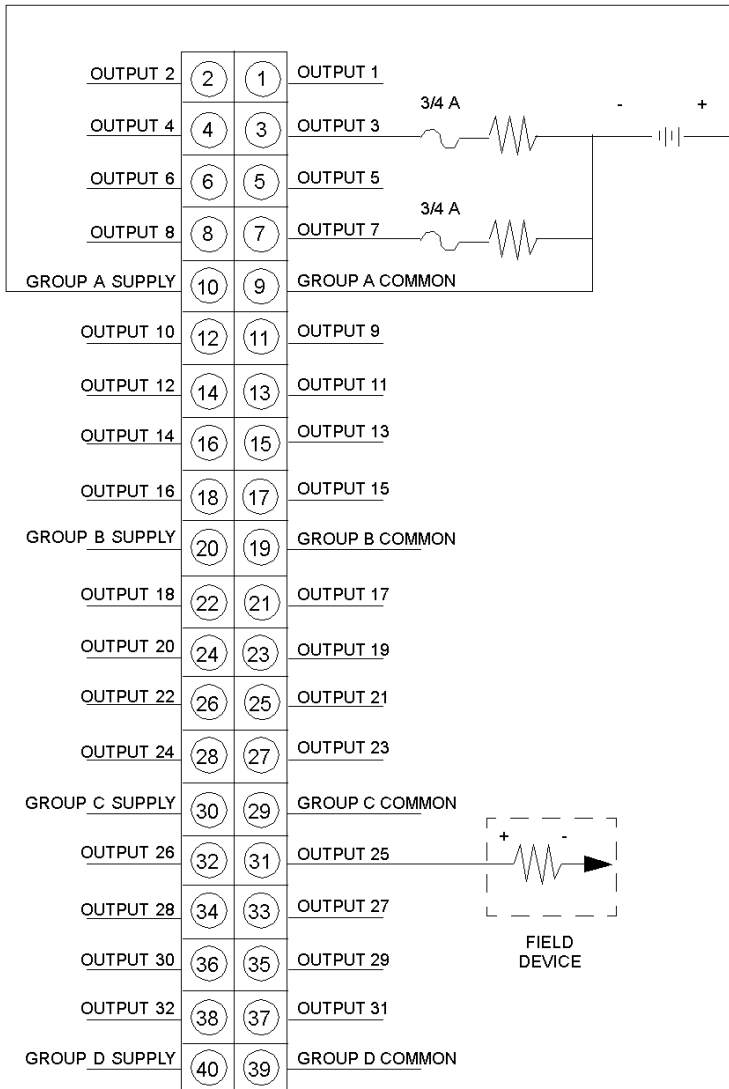 OUTPUT 2 2 1 OUTPUT 1
3/4 A - +
OUTPUT 4 4 3 OUTPUT 3
OUTPUT 6 6 5 OUTPUT 5
3/4 A
OUTPUT 8 8 7 OUTPUT 7
GROUP A SUPPLY 10 9 GROUP A COMMON
OUTPUT 10 12 11 OUTPUT 9
OUTPUT 12 14 13 OUTPUT 11
OUTPUT 14 16 15 OUTPUT 13
OUTPUT 16 18 17 OUTPUT 15
GROUP B SUPPLY 20 19 GROUP B COMMON
OUTPUT 18 22 21 OUTPUT 17
OUTPUT 20 24 23 OUTPUT 19
OUTPUT 22 26 25 OUTPUT 21
OUTPUT 24 28 27 OUTPUT 23
GROUP C SUPPLY 30 29 GROUP C COMMON
+ -
OUTPUT 26 32 31 OUTPUT 25
OUTPUT 28 34 33 OUTPUT 27
FIELD
DEVICE
OUTPUT 30 36 35 OUTPUT 29
OUTPUT 32 38 37 OUTPUT 31
GROUP D SUPPLY 40 39 GROUP D COMMON